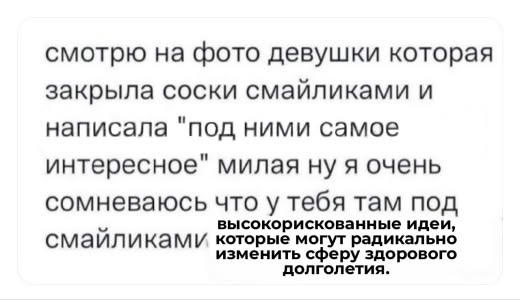 смотрю на фото девушки которая
закрыла соски смайликами и
написала "под ними самое
интересное" милая ну я очень
сомневаюсь что у тебя там под
смайликами
высокорискованные идеи,
которые могут радикально
изменить сферу здорового
долголетия.